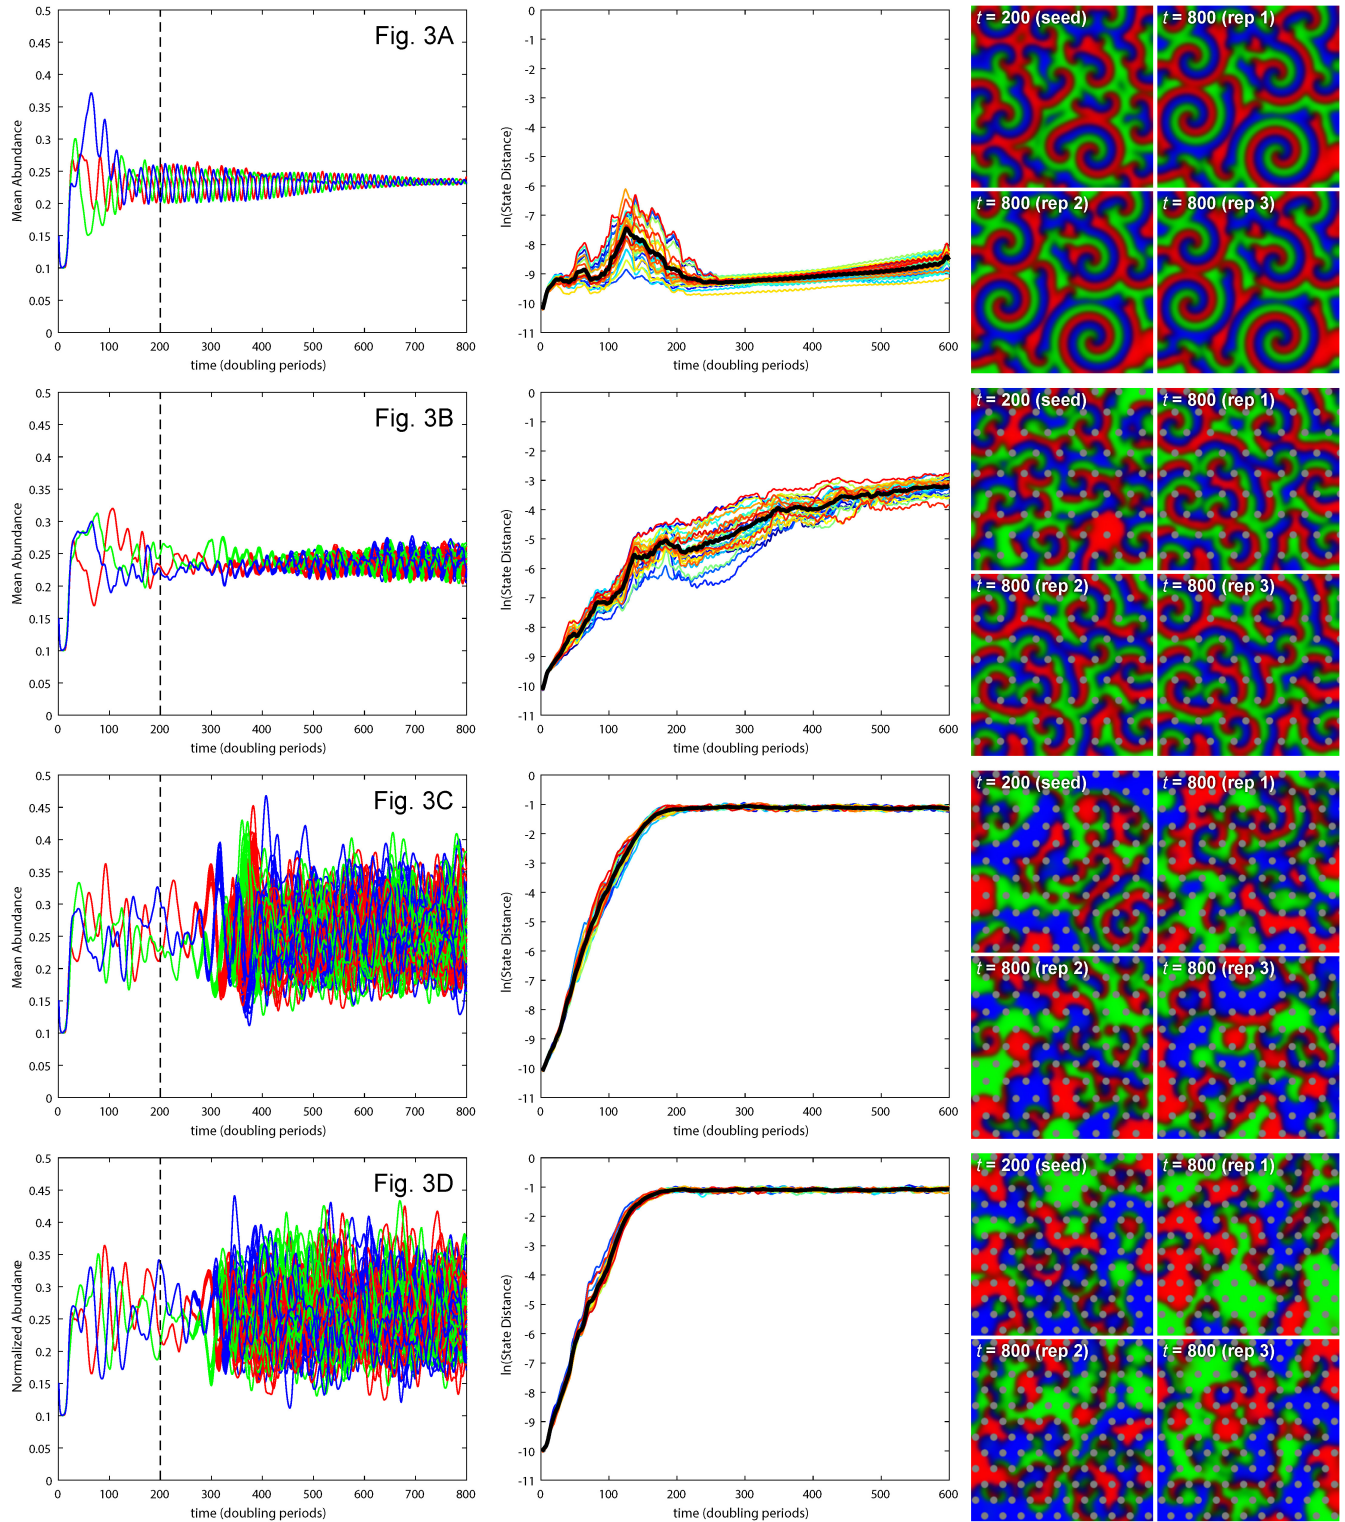 Fig. 3A
0.5
0.45
0.4
0.35
0.3
0.25
0.2
0.15
0.1
0.05
0
Mean Abundance
0 100 200 300 400 500 600 700 800
time (doubling periods)
0
-1
-2
-3
-4
-5
-6
-7
-8
-9
-10
-11
ln(State Distance)
0 100 200 300 400 500 600
time (doubling periods)
t = 200 (seed)
t = 800 (rep 1)
t = 800 (rep 2)
t = 800 (rep 3)
Fig. 3B
0.5
0.45
0.4
0.35
0.3
0.25
0.2
0.15
0.1
0.05
0
Mean Abundance
0 100 200 300 400 500 600 700 800
time (doubling periods)
0
-1
-2
-3
-4
-5
-6
-7
-8
-9
-10
-11
ln(State Distance)
0 100 200 300 400 500 600
time (doubling periods)
t = 200 (seed)
t = 800 (rep 1)
t = 800 (rep 2)
t = 800 (rep 3)
Fig. 3C
0.5
0.45
0.4
0.35
0.3
0.25
0.2
0.15
0.1
0.05
0
Mean Abundance
0 100 200 300 400 500 600 700 800
time (doubling periods)
0
-1
-2
-3
-4
-5
-6
-7
-8
-9
-10
-11
ln(State Distance)
0 100 200 300 400 500 600
time (doubling periods)
t = 200 (seed)
t = 800 (rep 1)
t = 800 (rep 2)
t = 800 (rep 3)
Fig. 3D
0.5
0.45
0.4
0.35
0.3
0.25
0.2
0.15
0.1
0.05
0
Normalized Abundance
0 100 200 300 400 500 600 700 800
time (doubling periods)
0
-1
-2
-3
-4
-5
-6
-7
-8
-9
-10
-11
ln(State Distance)
0 100 200 300 400 500 600
time (doubling periods)
t = 200 (seed)
t = 800 (rep 1)
t = 800 (rep 2)
t = 800 (rep 3)